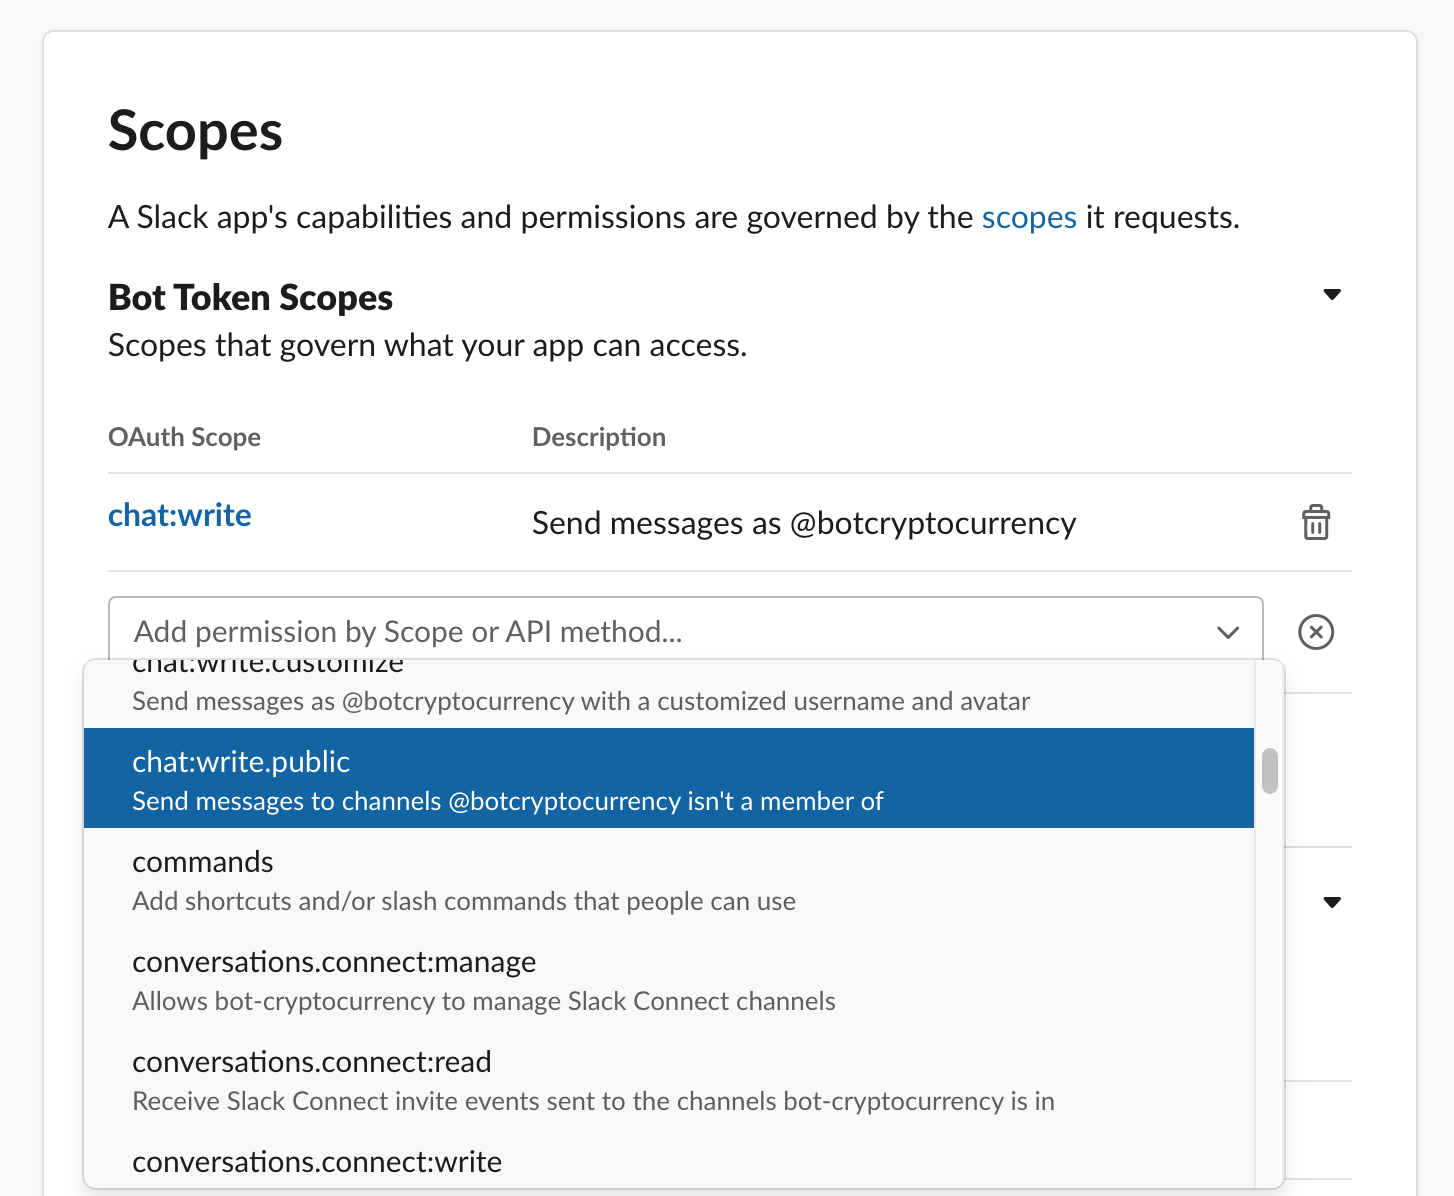 Scopes
A Slack app's capabilities and permissions are governed by the scopes it requests.
Bot Token Scopes
Scopes that govern what your app can access.
OAuth Scope Description
chat:write Send messages as @botcryptocurrency
Add permission by Scope or API method...
chat:write.customize
Send messages as @botcryptocurrency with a customized username and avatar
chat:write.public
Send messages to channels @botcryptocurrency isn't a member of
commands
Add shortcuts and/or slash commands that people can use
conversations.connect:manage
Allows bot-cryptocurrency to manage Slack Connect channels
conversations.connect:read
Receive Slack Connect invite events sent to the channels bot-cryptocurrency is in
conversations.connect:write